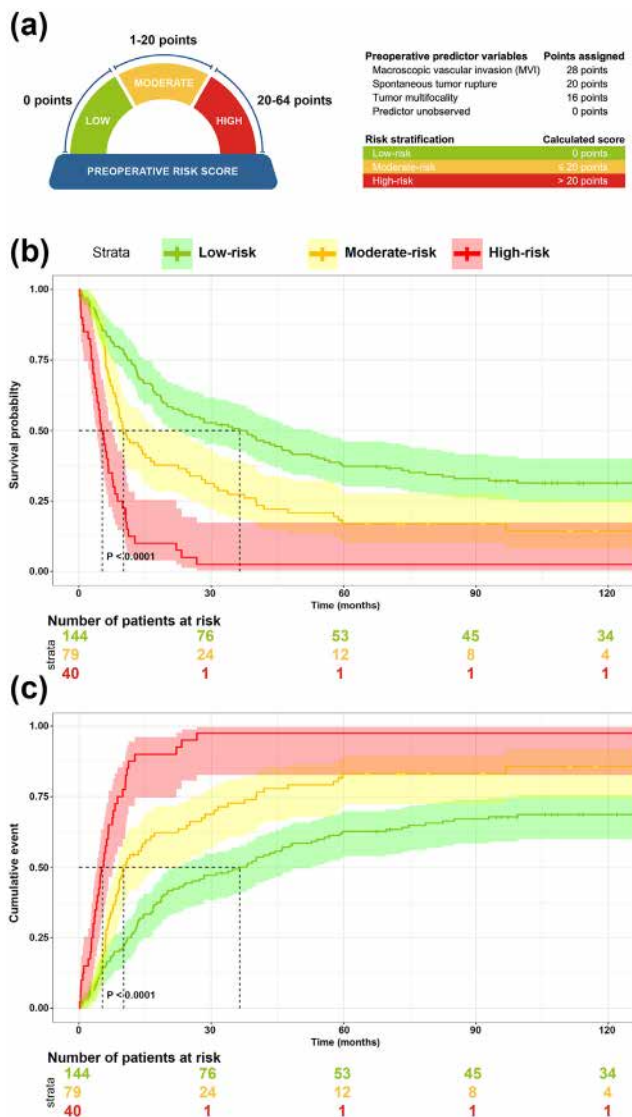 (a)
1-20 points
0 points
MODERATE
20-64 points
LOW
HIGH
PREOPERATIVE RISK SCORE
Preoperative predictor variables Points assigned
Macroscopic vascular invasion (MVI) 28 points
Spontaneous tumor rupture 20 points
Tumor multifocality 16 points
Predictor unobserved 0 points
Risk stratification Calculated score
Low-risk 0 points
Moderate-risk ≤ 20 points
High-risk > 20 points
(b)
Strata Low-risk Moderate-risk High-risk
Survival probabilty
1.00
0.75
0.50
0.25
0.00
P < 0.0001
0 30 60 90 120
Time (months)
Number of patients at risk
strata
144 76 53 45 34
79 24 12 8 4
40 1 1 1 1
(c)
Cumulative event
1.00
0.75
0.50
0.25
0.00
P < 0.0001
0 30 60 90 120
Time (months)
Number of patients at risk
strata
144 76 53 45 34
79 24 12 8 4
40 1 1 1 1